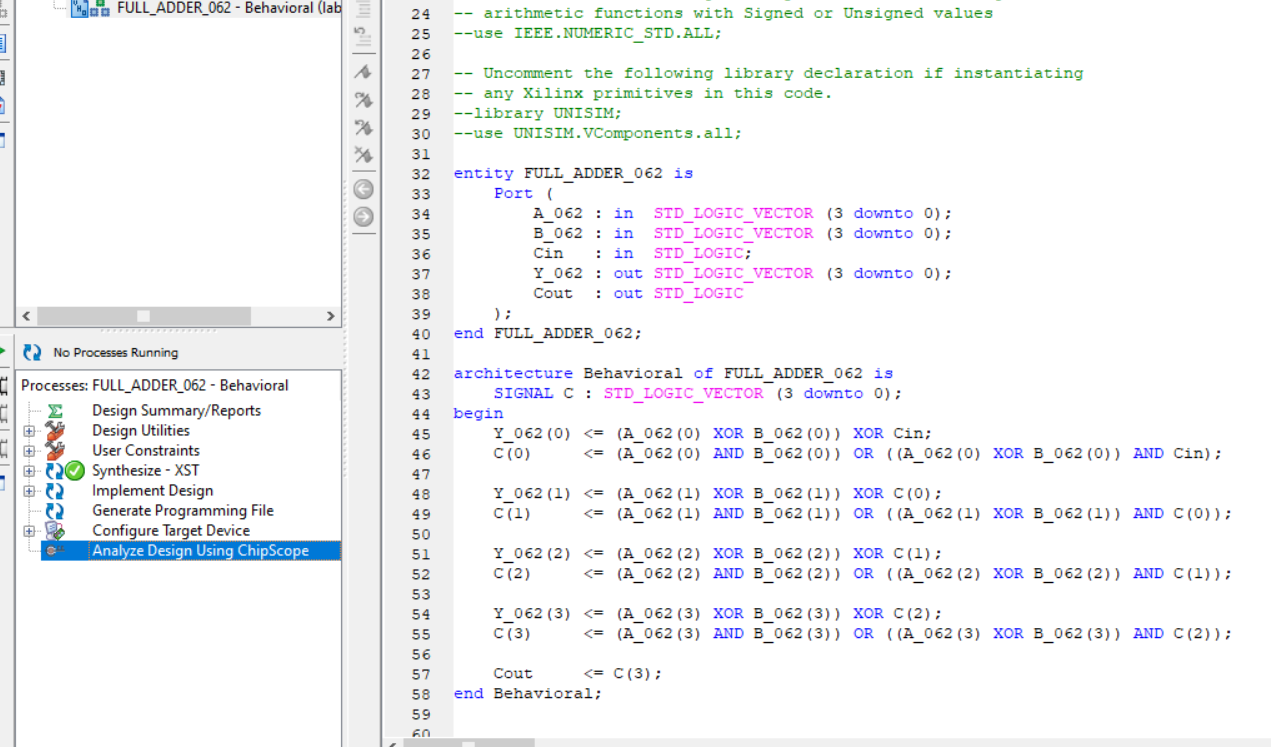 FULL_ADDER_062 - Behavioral (lab
No Processes Running
Processes: FULL_ADDER_062 - Behavioral
Design Summary/Reports
Design Utilities
User Constraints
Synthesize - XST
Implement Design
Generate Programming File
Configure Target Device
Analyze Design Using ChipScope
24 -- arithmetic functions with Signed or Unsigned values
25 --use IEEE.NUMERIC_STD.ALL;
26
27 -- Uncomment the following library declaration if instantiating
28 -- any Xilinx primitives in this code.
29 --library UNISIM;
30 --use UNISIM.VComponents.all;
31
32 entity FULL_ADDER_062 is
33     Port (
34         A_062 : in  STD_LOGIC_VECTOR (3 downto 0);
35         B_062 : in  STD_LOGIC_VECTOR (3 downto 0);
36         Cin   : in  STD_LOGIC;
37         Y_062 : out STD_LOGIC_VECTOR (3 downto 0);
38         Cout  : out STD_LOGIC
39     );
40 end FULL_ADDER_062;
41
42 architecture Behavioral of FULL_ADDER_062 is
43     SIGNAL C : STD_LOGIC_VECTOR (3 downto 0);
44 begin
45     Y_062(0) <= (A_062(0) XOR B_062(0)) XOR Cin;
46     C(0)     <= (A_062(0) AND B_062(0)) OR ((A_062(0) XOR B_062(0)) AND Cin);
47
48     Y_062(1) <= (A_062(1) XOR B_062(1)) XOR C(0);
49     C(1)     <= (A_062(1) AND B_062(1)) OR ((A_062(1) XOR B_062(1)) AND C(0));
50
51     Y_062(2) <= (A_062(2) XOR B_062(2)) XOR C(1);
52     C(2)     <= (A_062(2) AND B_062(2)) OR ((A_062(2) XOR B_062(2)) AND C(1));
53
54     Y_062(3) <= (A_062(3) XOR B_062(3)) XOR C(2);
55     C(3)     <= (A_062(3) AND B_062(3)) OR ((A_062(3) XOR B_062(3)) AND C(2));
56
57     Cout     <= C(3);
58 end Behavioral;
59
60